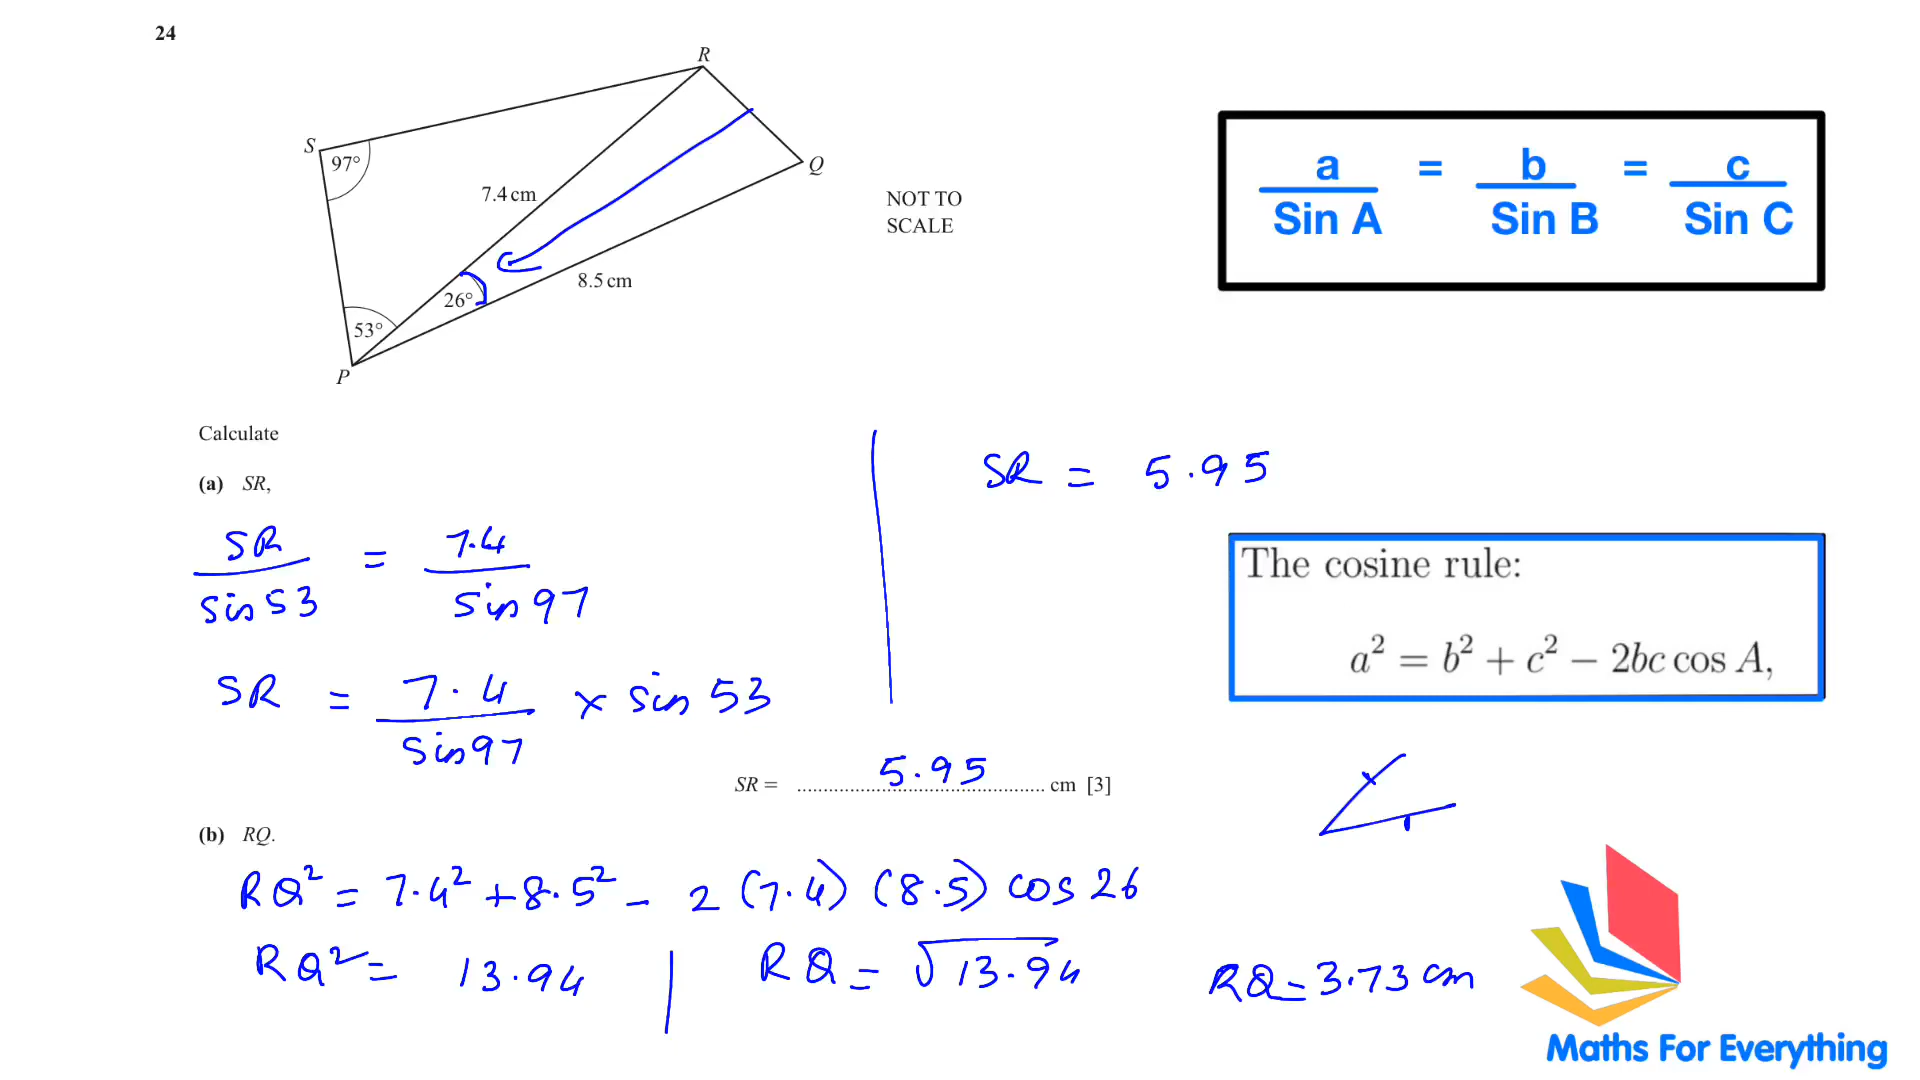 24
R
S
97°
Q
7.4 cm
NOT TO
SCALE
8.5 cm
26°
53°
P
a/Sin A = b/Sin B = c/Sin C
Calculate
(a) SR,
SR = 5.95
SR/sin 53 = 7.4/sin 97
The cosine rule:
a² = b² + c² − 2bc cos A,
SR = 7.4/sin97 × sin 53
SR = 5.95 cm [3]
(b) RQ.
RQ² = 7.4² + 8.5² - 2 (7.4) (8.5) cos 26
RQ² = 13.94
RQ = √13.94
RQ = 3.73 cm
Maths For Everything